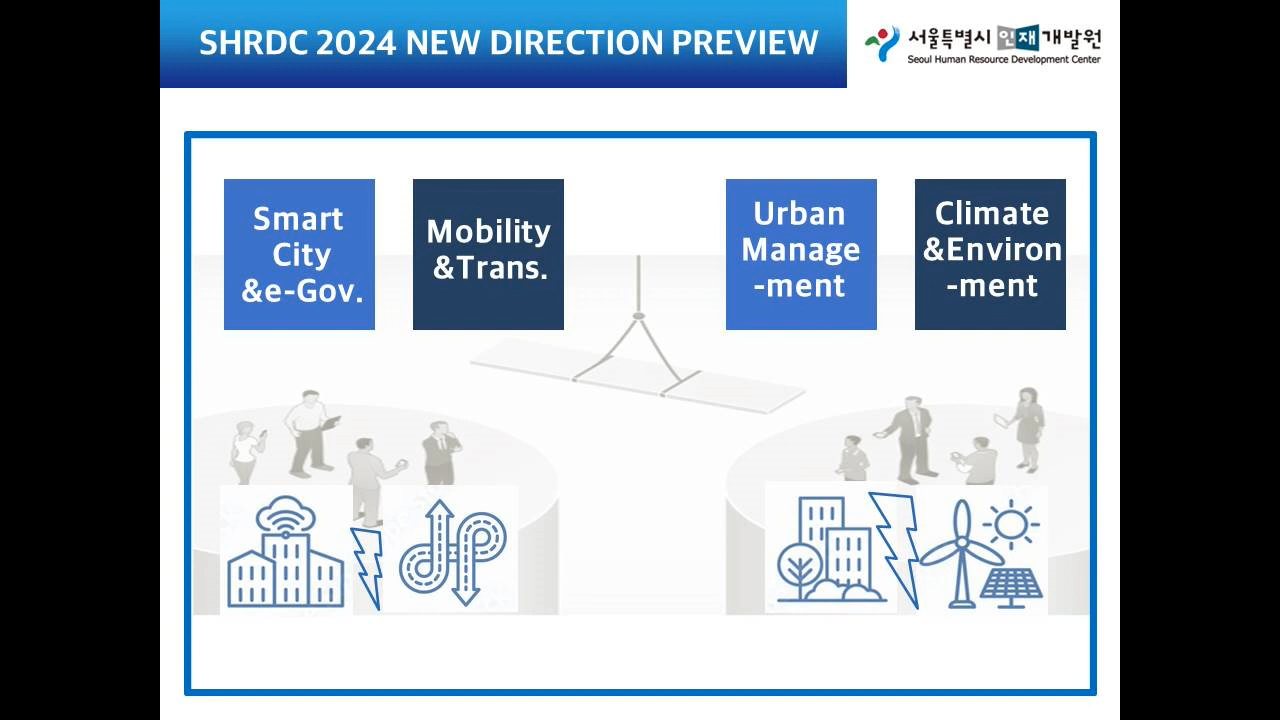 SHRDC 2024 NEW DIRECTION PREVIEW
서울특별시 인재개발원
Seoul Human Resource Development Center
Smart
City
&e-Gov.
Mobility
&Trans.
Urban
Manage
-ment
Climate
&Environ
-ment